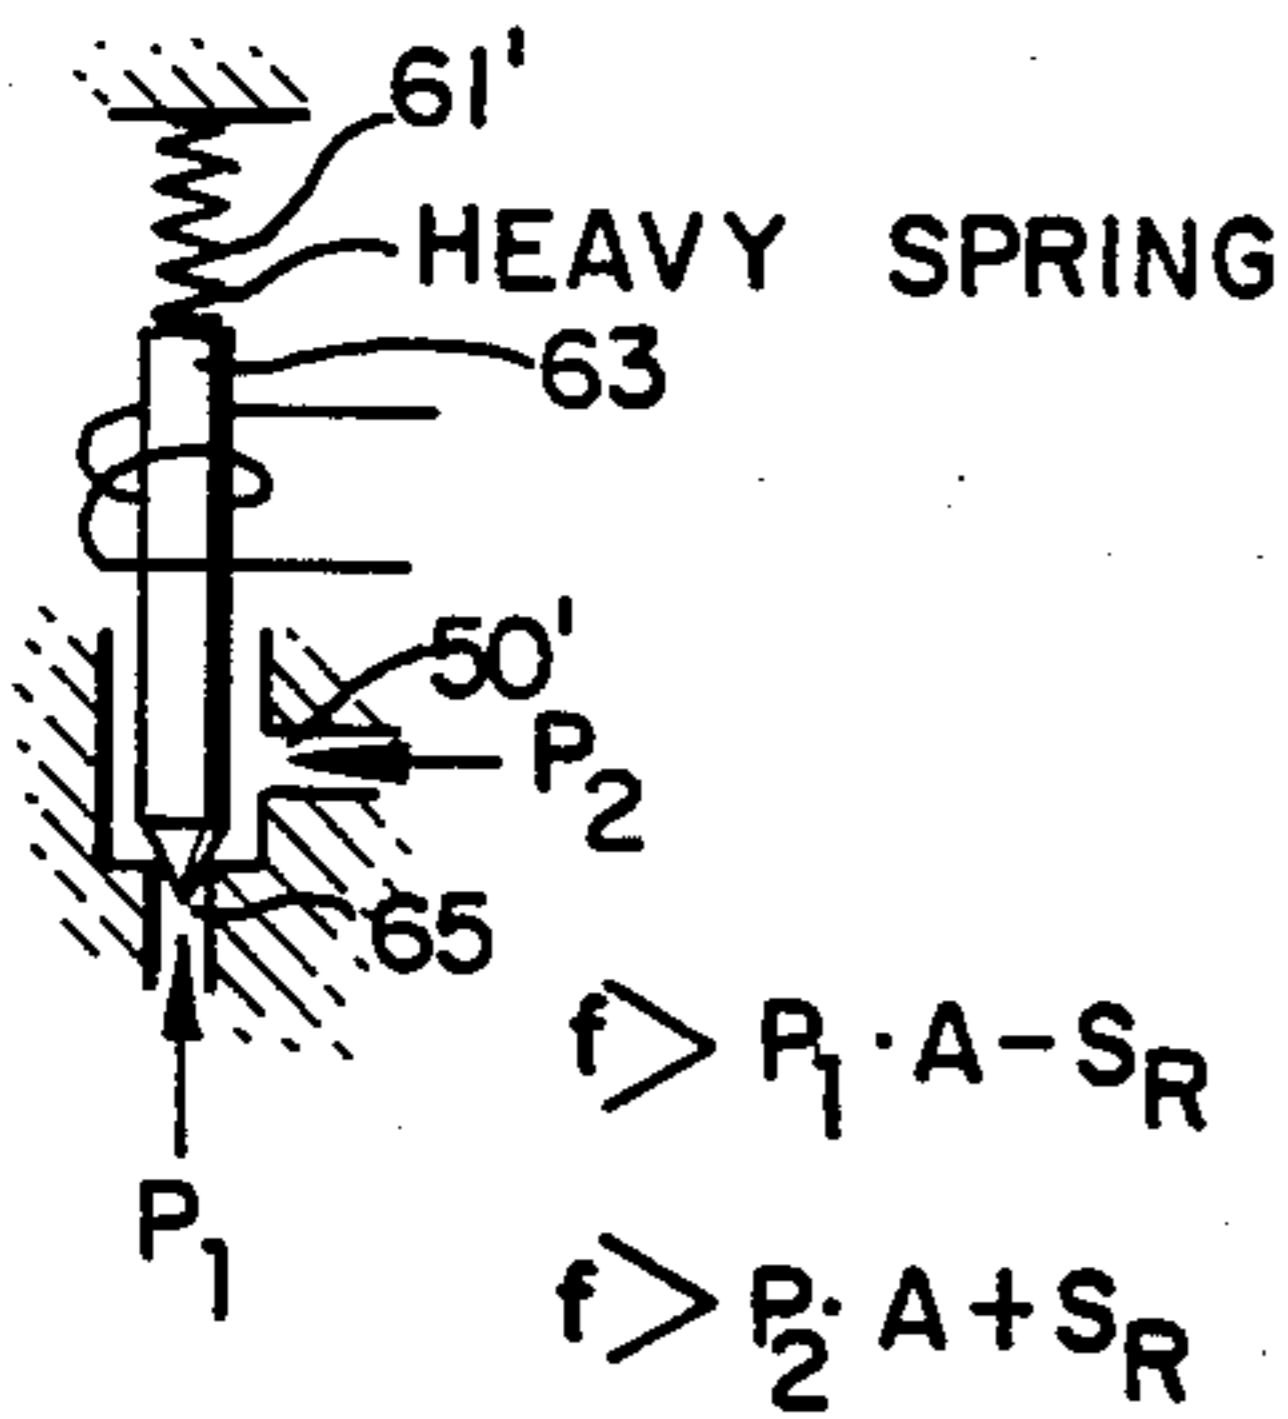 61'
HEAVY SPRING
63
50'
P2
65
f > P1 · A − SR
P1
f > P2 · A + SR